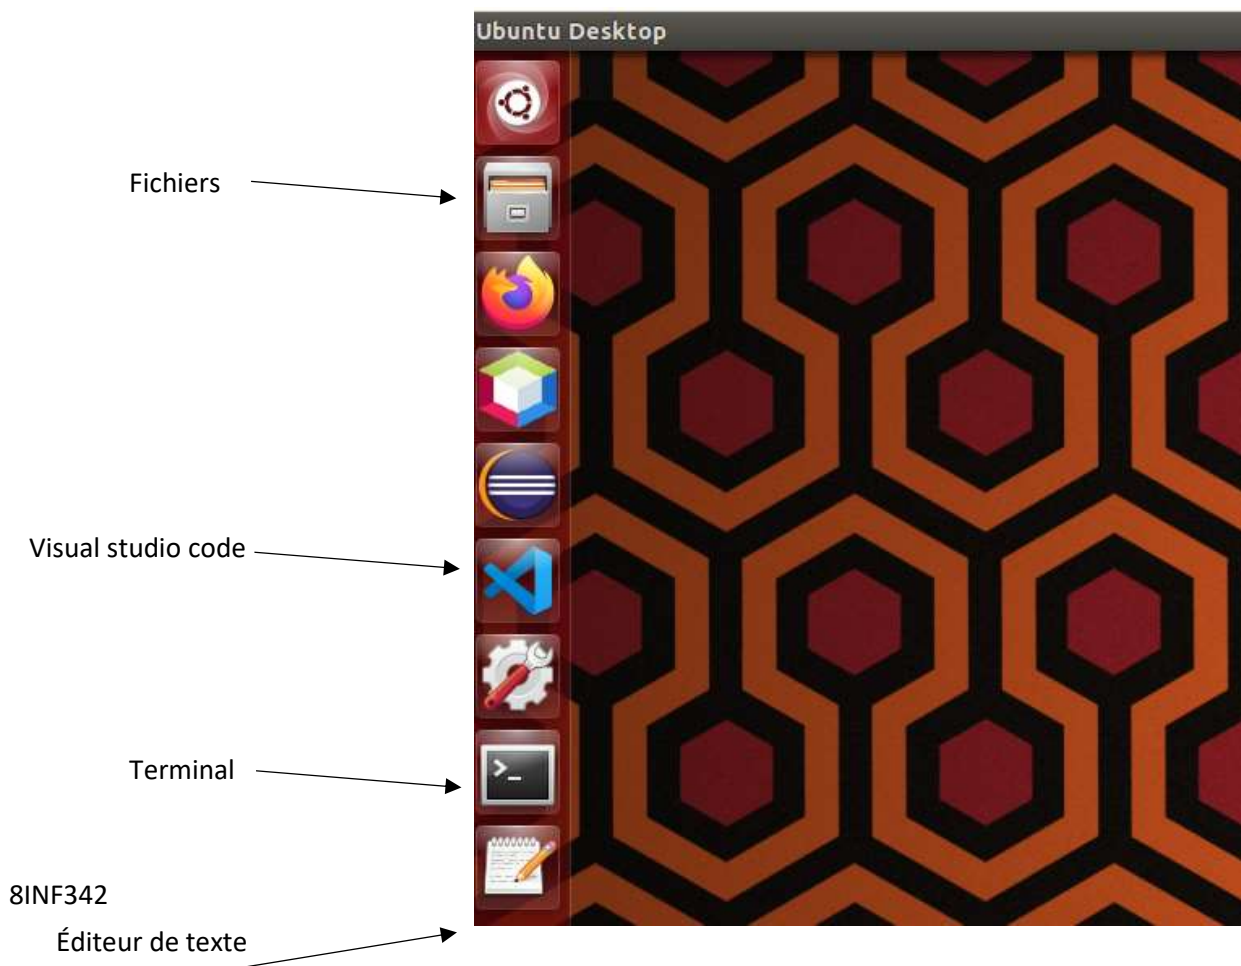 Ubuntu Desktop
Fichiers
Visual studio code
Terminal
>_
8INF342
Éditeur de texte